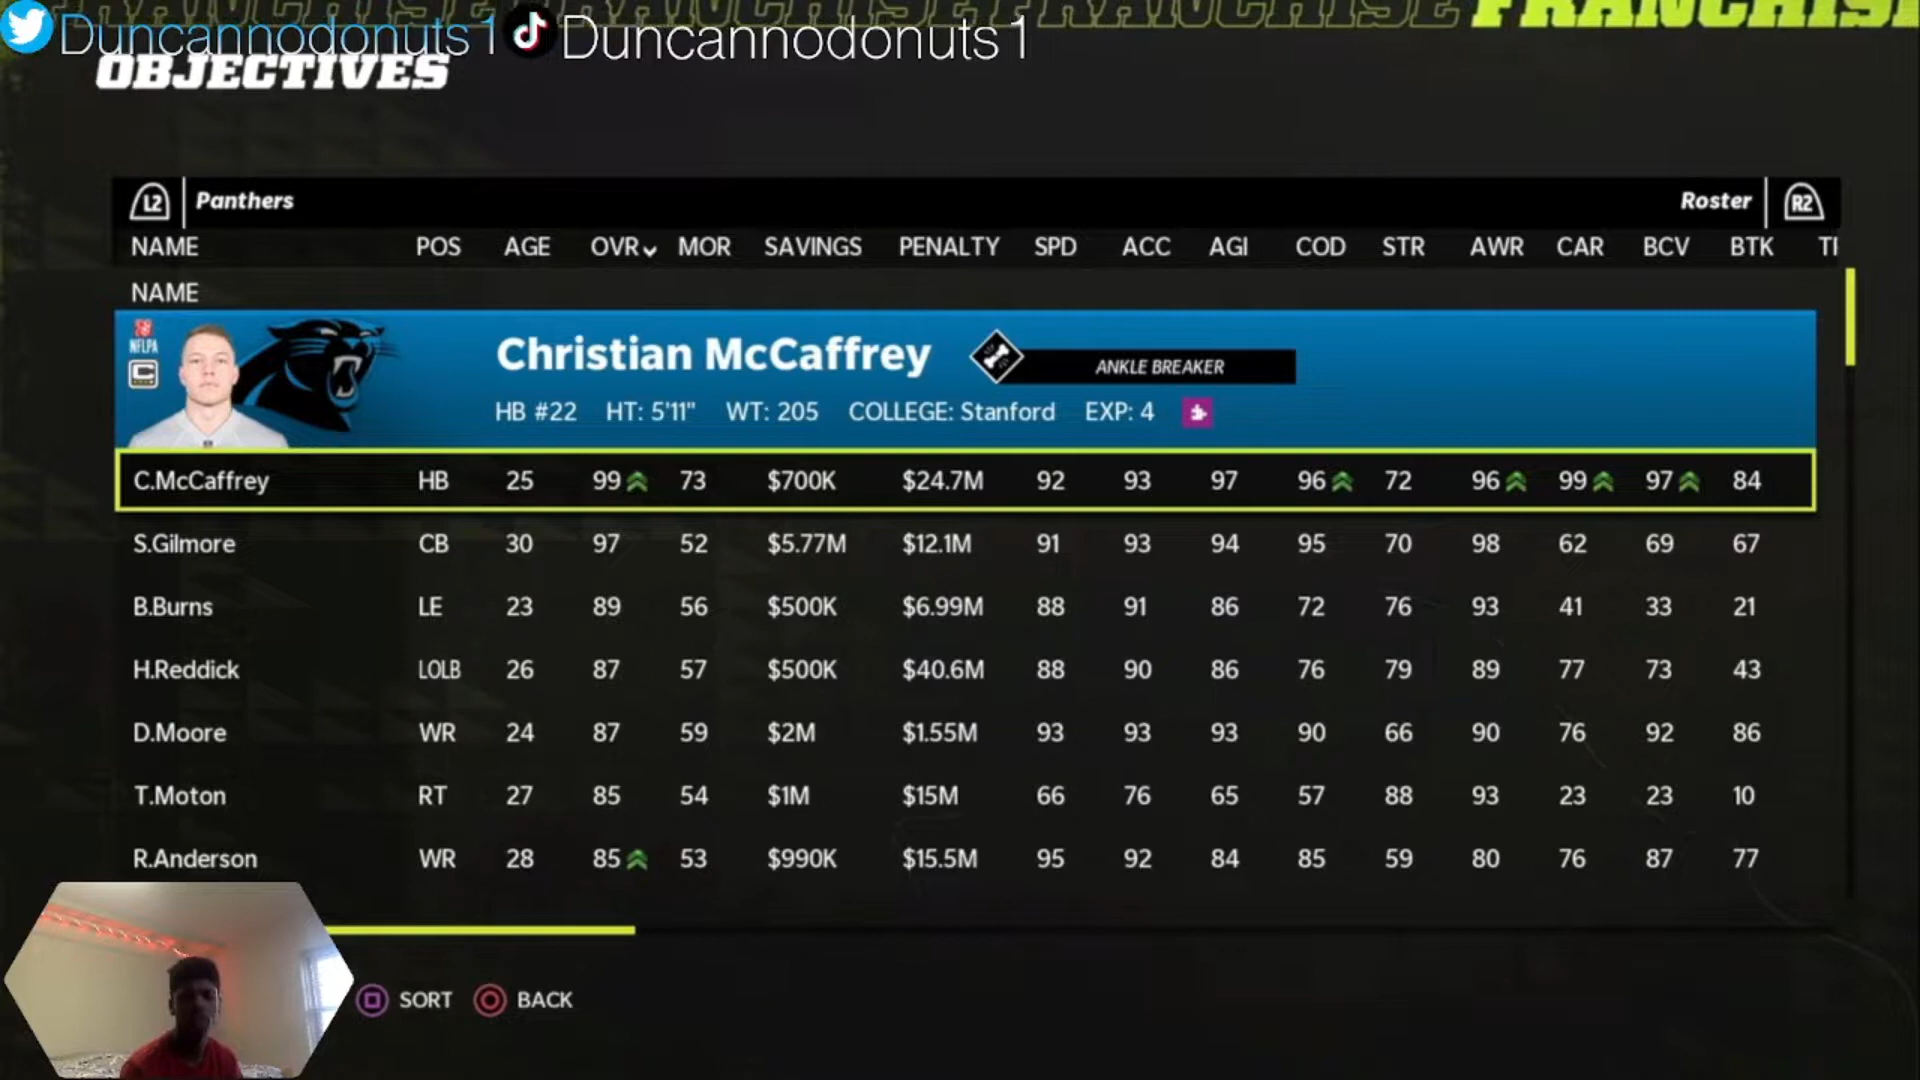 FRANCHISE FRANCHISE FRANCHISE FRANCHISE
Duncannodonuts1 Duncannodonuts1
OBJECTIVES
L2 Panthers Roster R2
NAME POS AGE OVR MOR SAVINGS PENALTY SPD ACC AGI COD STR AWR CAR BCV BTK
NAME
NFLPA
C
Christian McCaffrey ANKLE BREAKER
HB #22 HT: 5'11" WT: 205 COLLEGE: Stanford EXP: 4
C.McCaffrey HB 25 99 73 $700K $24.7M 92 93 97 96 72 96 99 97 84
S.Gilmore CB 30 97 52 $5.77M $12.1M 91 93 94 95 70 98 62 69 67
B.Burns LE 23 89 56 $500K $6.99M 88 91 86 72 76 93 41 33 21
H.Reddick LOLB 26 87 57 $500K $40.6M 88 90 86 76 79 89 77 73 43
D.Moore WR 24 87 59 $2M $1.55M 93 93 93 90 66 90 76 92 86
T.Moton RT 27 85 54 $1M $15M 66 76 65 57 88 93 23 23 10
R.Anderson WR 28 85 53 $990K $15.5M 95 92 84 85 59 80 76 87 77
SORT BACK